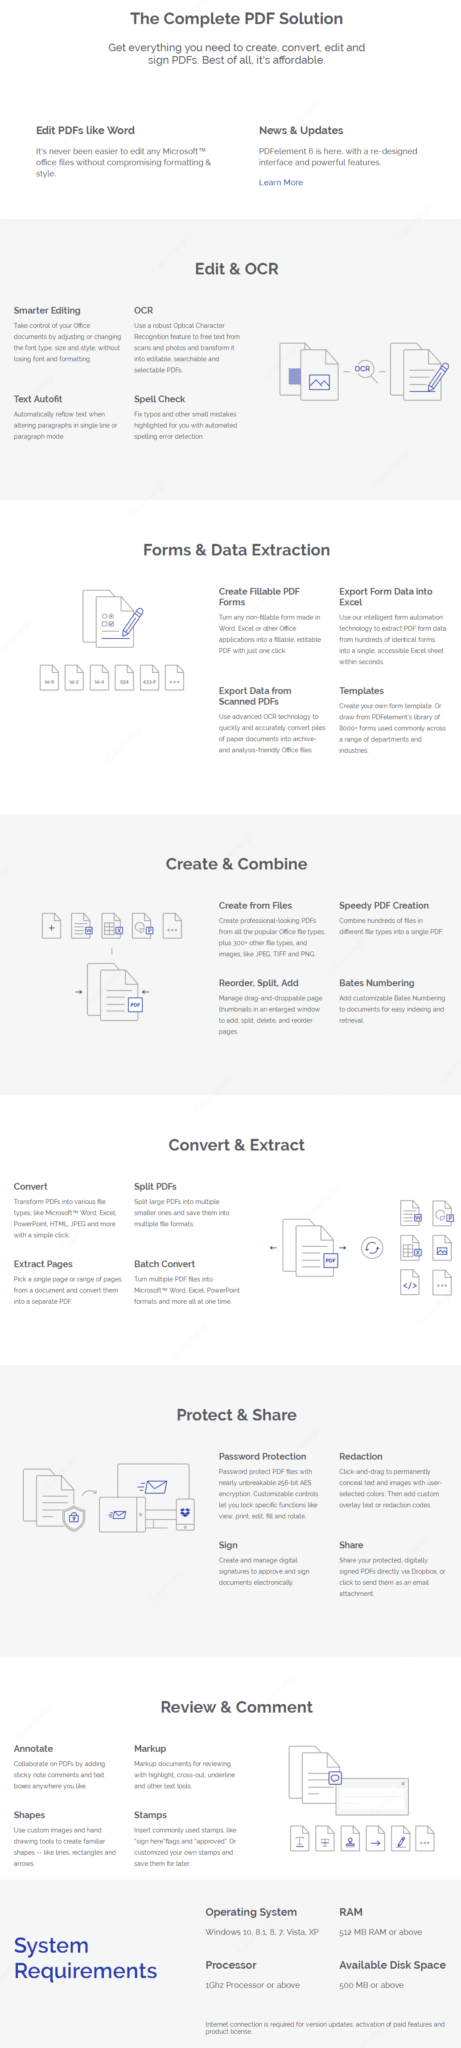 The Complete PDF Solution
Get everything you need to create, convert, edit and
sign PDFs. Best of all, it's affordable.
Edit PDFs like Word
It's never been easier to edit any Microsoft™
office files without compromising formatting &
style.
News & Updates
PDFelement 6 is here, with a re-designed
interface and powerful features.
Learn More
Edit & OCR
Smarter Editing
Take control of your Office
documents by adjusting or changing
the font type, size and style, without
losing font and formatting.
OCR
Use a robust Optical Character
Recognition feature to free text from
scans and photos and transform it
into editable, searchable and
selectable PDFs.
OCR
Text Autofit
Automatically reflow text when
altering paragraphs in single line or
paragraph mode.
Spell Check
Fix typos and other small mistakes
highlighted for you with automated
spelling error detection.
Forms & Data Extraction
W-9 W-2 W-4 SS4 433-F
Create Fillable PDF
Forms
Turn any non-fillable form made in
Word, Excel or other Office
applications into a fillable, editable
PDF with just one click.
Export Form Data into
Excel
Use our intelligent form automation
technology to extract PDF form data
from hundreds of identical forms
into a single, accessible Excel sheet
within seconds.
Export Data from
Scanned PDFs
Use advanced OCR technology to
quickly and accurately convert piles
of paper documents into archive-
and analysis-friendly Office files.
Templates
Create your own form template. Or
draw from PDFelement's library of
8000+ forms used commonly across
a range of departments and
industries.
Create & Combine
W X P
PDF
Create from Files
Create professional-looking PDFs
from all the popular Office file types,
plus 300+ other file types, and
images, like JPEG, TIFF and PNG.
Speedy PDF Creation
Combine hundreds of files in
different file types into a single PDF
Reorder, Split, Add
Manage drag-and-droppable page
thumbnails in an enlarged window
to add, split, delete, and reorder
pages.
Bates Numbering
Add customizable Bates Numbering
to documents for easy indexing and
retrieval.
Convert & Extract
Convert
Transform PDFs into various file
types, like Microsoft™ Word, Excel,
PowerPoint, HTML, JPEG and more
with a simple click.
Split PDFs
Split large PDFs into multiple
smaller ones and save them into
multiple file formats.
Extract Pages
Pick a single page or range of pages
from a document and convert them
into a separate PDF
Batch Convert
Turn multiple PDF files into
Microsoft™ Word, Excel, PowerPoint
formats and more all at one time.
PDF
W P
X
</>
Protect & Share
Password Protection
Password protect PDF files with
nearly unbreakable 256-bit AES
encryption. Customizable controls
let you lock specific functions like
view, print, edit, fill and rotate.
Redaction
Click-and-drag to permanently
conceal text and images with user-
selected colors. Then add custom
overlay text or redaction codes.
Sign
Create and manage digital
signatures to approve and sign
documents electronically.
Share
Share your protected, digitally
signed PDFs directly via Dropbox, or
click to send them as an email
attachment.
Review & Comment
Annotate
Collaborate on PDFs by adding
sticky note comments and text
boxes anywhere you like.
Markup
Markup documents for reviewing
with highlight, cross-out, underline
and other text tools.
Shapes
Use custom images and hand
drawing tools to create familiar
shapes -- like lines, rectangles and
arrows.
Stamps
Insert commonly used stamps, like
"sign here"flags and "approved". Or
customized your own stamps and
save them for later.
System
Requirements
Operating System
Windows 10, 8.1, 8, 7, Vista, XP
RAM
512 MB RAM or above
Processor
1Ghz Processor or above
Available Disk Space
500 MB or above
Internet connection is required for version updates, activation of paid features and
product license.